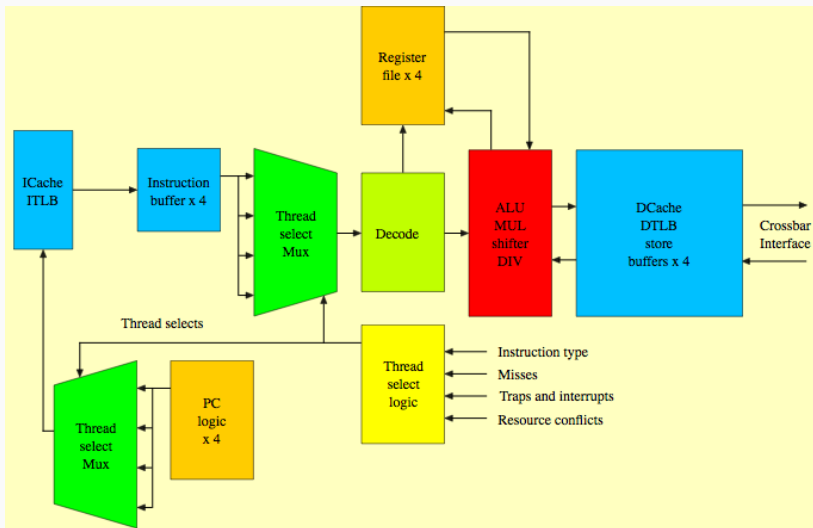 Register
file x 4
ICache
ITLB
Instruction
buffer x 4
Thread
select
Mux
Decode
ALU
MUL
shifter
DIV
DCache
DTLB
store
buffers x 4
Crossbar
Interface
Thread selects
Thread
select
logic
Instruction type
Misses
Traps and interrupts
Resource conflicts
Thread
select
Mux
PC
logic
x 4